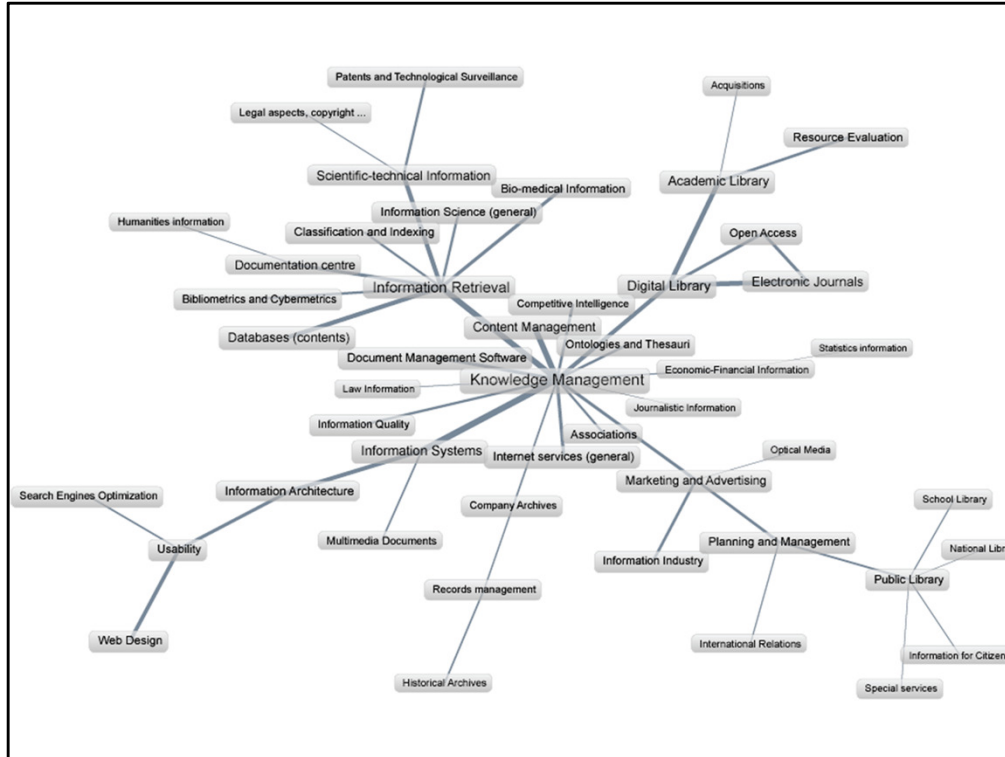 Patents and Technological Surveillance
Acquisitions
Legal aspects, copyright ...
Resource Evaluation
Scientific-technical Information
Academic Library
Bio-medical Information
Information Science (general)
Humanities information
Classification and Indexing
Open Access
Documentation centre
Information Retrieval
Digital Library
Electronic Journals
Bibliometrics and Cybermetrics
Competitive Intelligence
Content Management
Databases (contents)
Ontologies and Thesauri
Statistics information
Document Management Software
Economic-Financial Information
Knowledge Management
Law Information
Journalistic Information
Information Quality
Associations
Information Systems
Internet services (general)
Optical Media
Marketing and Advertising
Information Architecture
Search Engines Optimization
School Library
Company Archives
Multimedia Documents
Planning and Management
Usability
National Libr
Information Industry
Public Library
Records management
Web Design
International Relations
Information for Citizen
Historical Archives
Special services